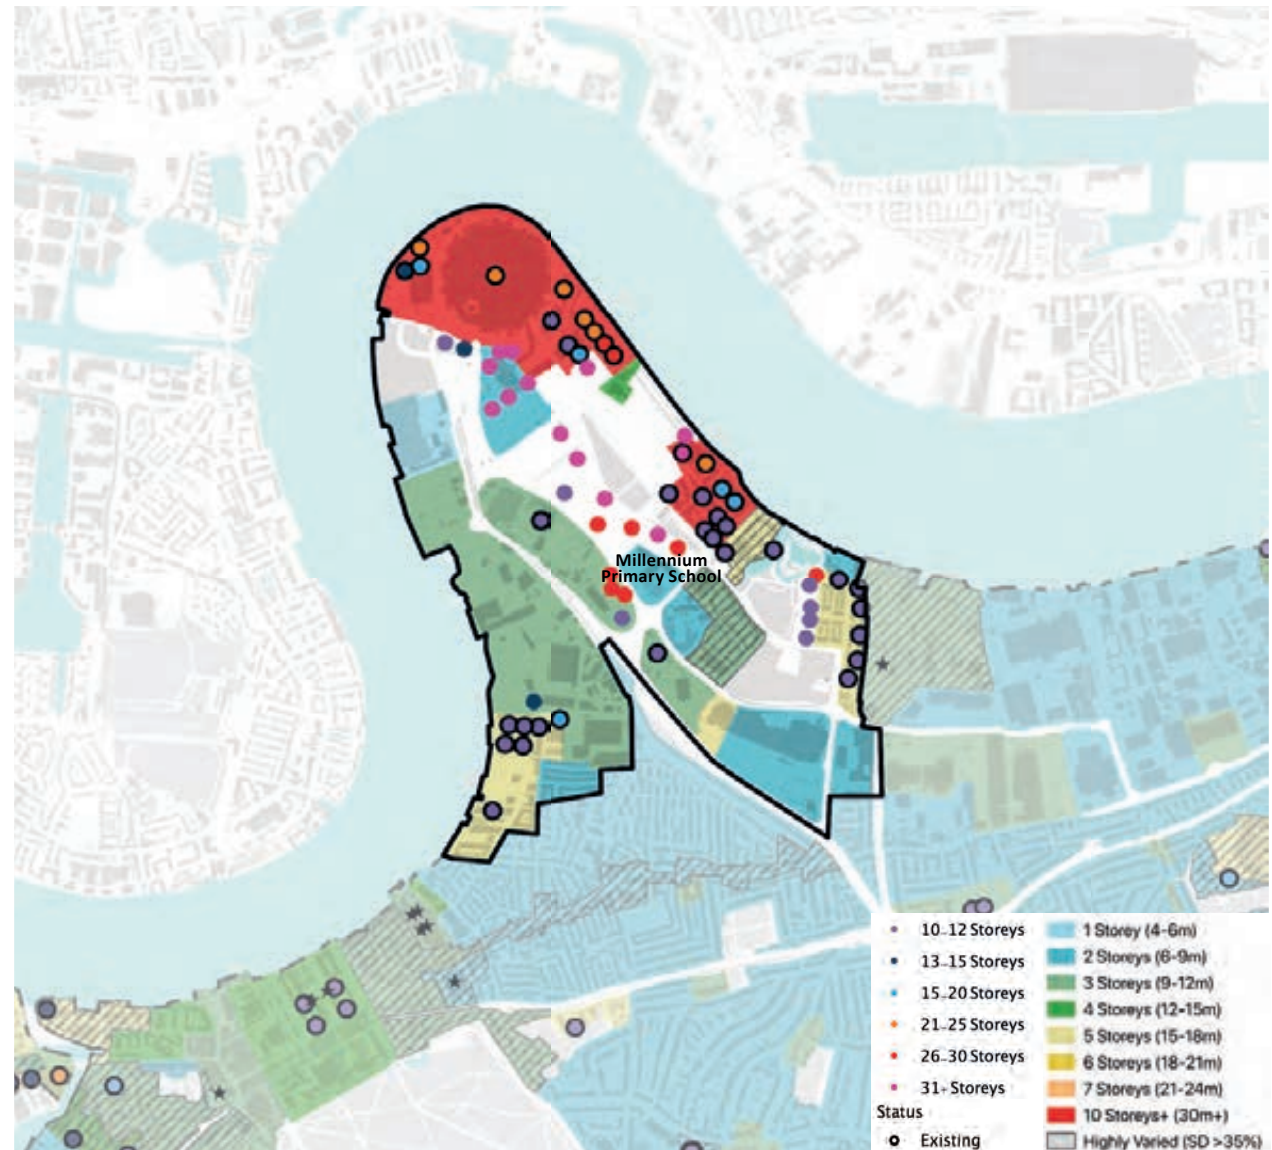 Millennium
Primary School
10-12 Storeys
13-15 Storeys
15-20 Storeys
21-25 Storeys
26-30 Storeys
31+ Storeys
Status
Existing
1 Storey (4-6m)
2 Storeys (6-9m)
3 Storeys (9-12m)
4 Storeys (12-15m)
5 Storeys (15-18m)
6 Storeys (18-21m)
7 Storeys (21-24m)
10 Storeys+ (30m+)
Highly Varied (SD >35%)